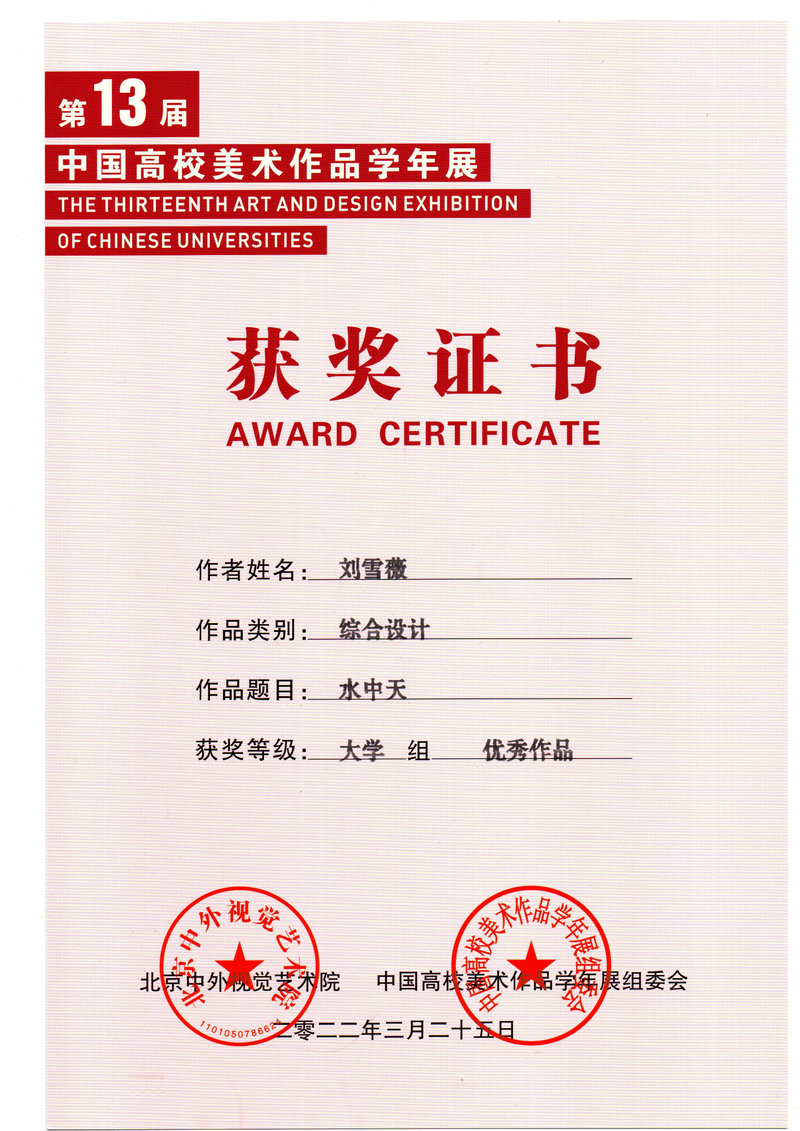 第13届
中国高校美术作品学年展
THE THIRTEENTH ART AND DESIGN EXHIBITION
OF CHINESE UNIVERSITIES
获奖证书
AWARD CERTIFICATE
作者姓名：刘雪薇
作品类别：综合设计
作品题目：水中天
获奖等级：大学 组 优秀作品
北京中外视觉艺术院
中国高校美术作品学年展组委会
北京中外视觉艺术院 中国高校美术作品学年展组委会
1101050786624
二零二二年三月二十五日